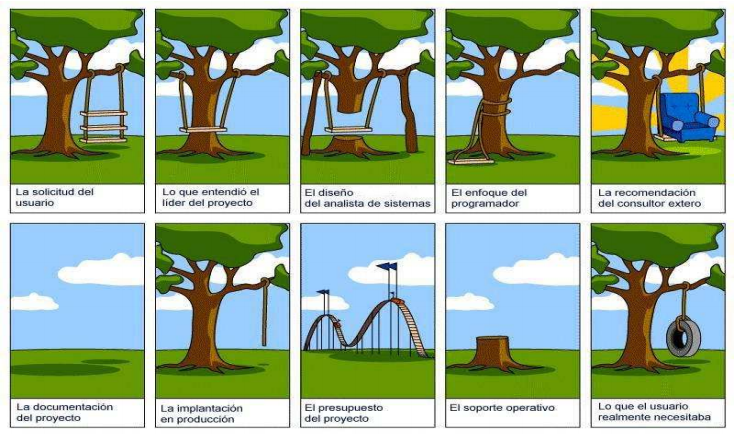 La solicitud del
usuario
Lo que entendió el
líder del proyecto
El diseño
del analista de sistemas
El enfoque del
programador
La recomendación
del consultor extero
La documentación
del proyecto
La implantación
en producción
El presupuesto
del proyecto
El soporte operativo
Lo que el usuario
realmente necesitaba